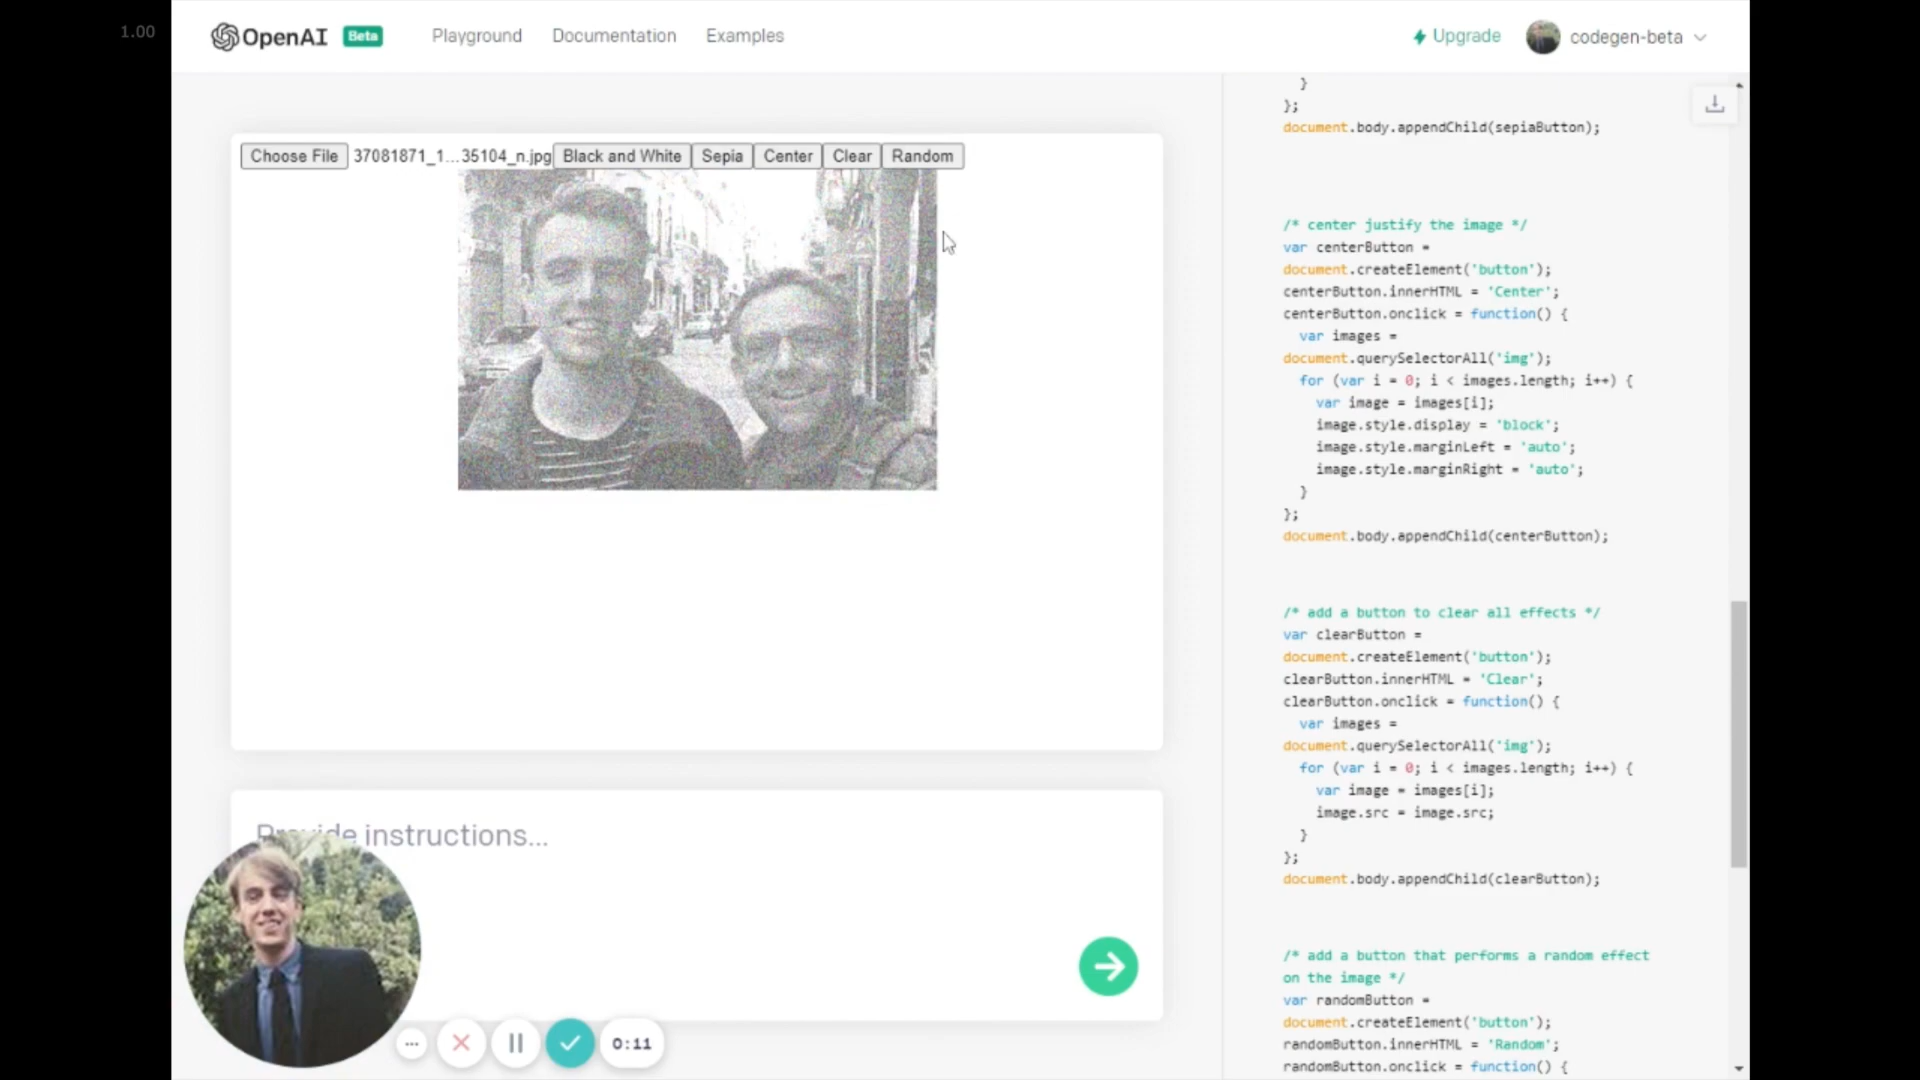 1.00
OpenAI Beta Playground Documentation Examples Upgrade codegen-beta
Choose File 37081871_1...35104_n.jpg Black and White Sepia Center Clear Random
Provide instructions...
0:11
}
};
document.body.appendChild(sepiaButton);
/* center justify the image */
var centerButton =
document.createElement('button');
centerButton.innerHTML = 'Center';
centerButton.onclick = function() {
var images =
document.querySelectorAll('img');
for (var i = 0; i < images.length; i++) {
var image = images[i];
image.style.display = 'block';
image.style.marginLeft = 'auto';
image.style.marginRight = 'auto';
}
};
document.body.appendChild(centerButton);
/* add a button to clear all effects */
var clearButton =
document.createElement('button');
clearButton.innerHTML = 'Clear';
clearButton.onclick = function() {
var images =
document.querySelectorAll('img');
for (var i = 0; i < images.length; i++) {
var image = images[i];
image.src = image.src;
}
};
document.body.appendChild(clearButton);
/* add a button that performs a random effect
on the image */
var randomButton =
document.createElement('button');
randomButton.innerHTML = 'Random';
randomButton.onclick = function() {